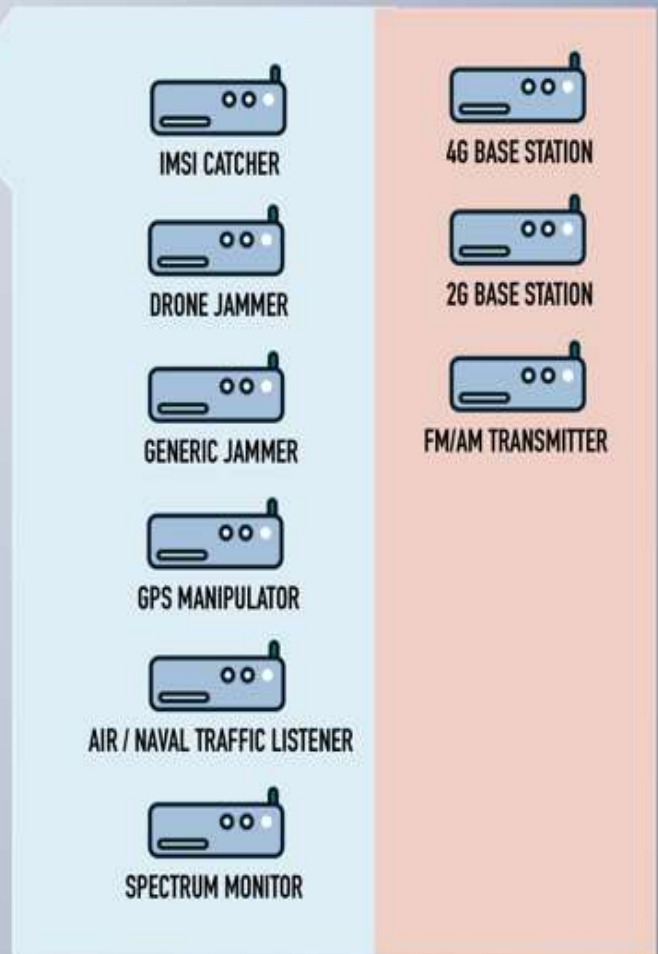 IMSI CATCHER
DRONE JAMMER
GENERIC JAMMER
GPS MANIPULATOR
AIR / NAVAL TRAFFIC LISTENER
SPECTRUM MONITOR
4G BASE STATION
2G BASE STATION
FM/AM TRANSMITTER